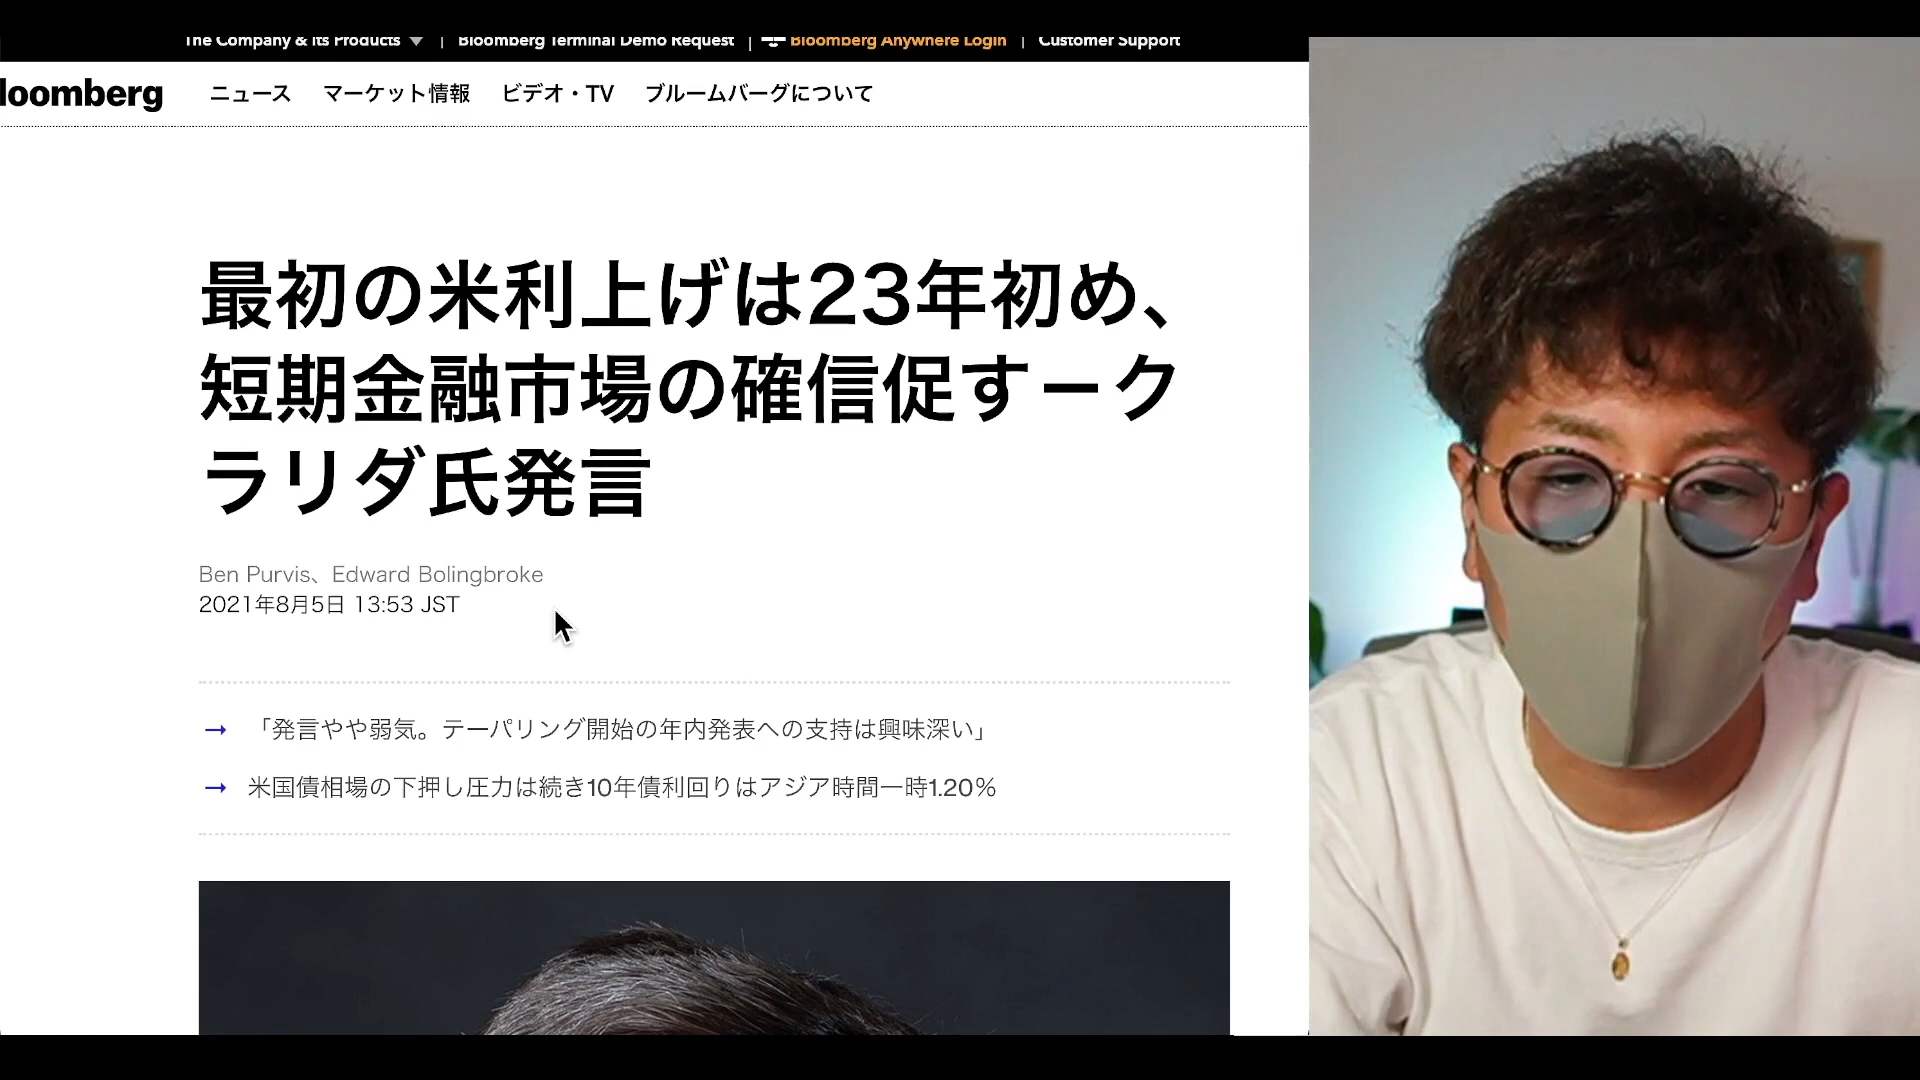 The Company & its Products
Bloomberg Terminal Demo Request
Bloomberg Anywhere Login
Customer Support
loomberg
ニュース
マーケット情報
ビデオ・TV
ブルームバーグについて
最初の米利上げは23年初め、
短期金融市場の確信促すーク
ラリダ氏発言
Ben Purvis、Edward Bolingbroke
2021年8月5日 13:53 JST
→ 「発言やや弱気。テーパリング開始の年内発表への支持は興味深い」
→ 米国債相場の下押し圧力は続き10年債利回りはアジア時間一時1.20％